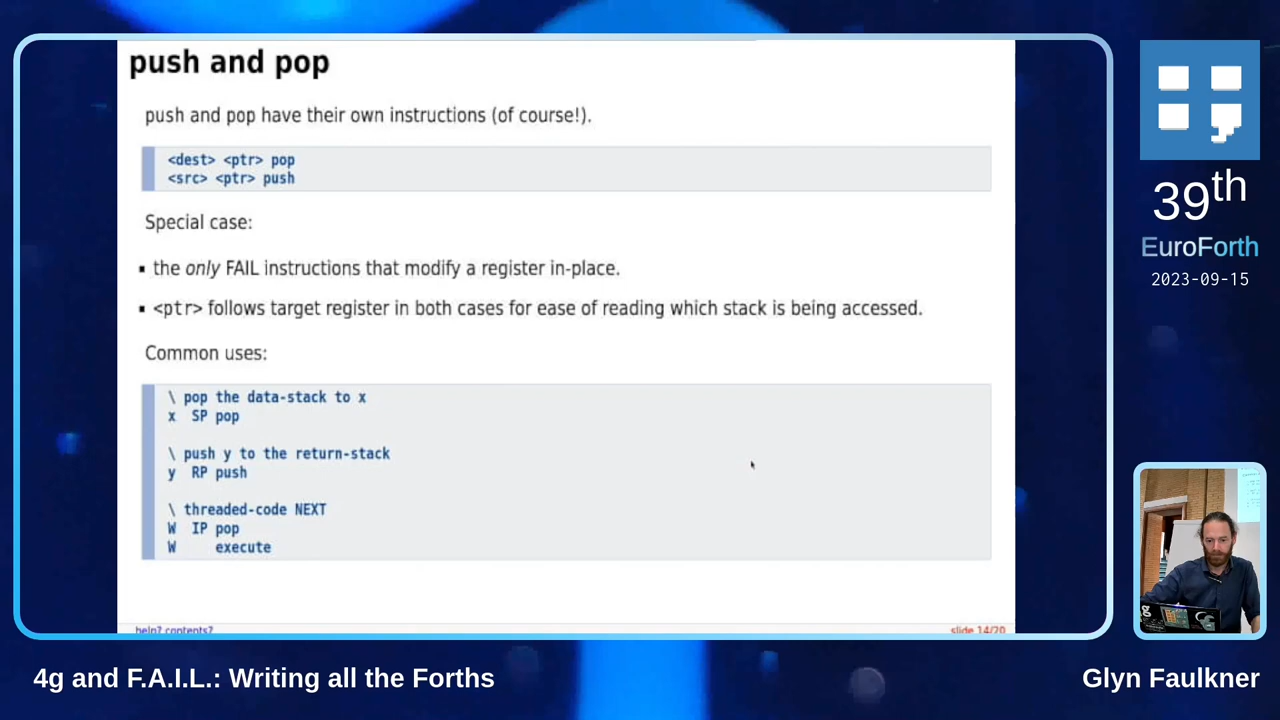 push and pop
push and pop have their own instructions (of course!).
<dest> <ptr> pop
<src> <ptr> push
Special case:
▪ the only FAIL instructions that modify a register in-place.
▪ <ptr> follows target register in both cases for ease of reading which stack is being accessed.
Common uses:
\ pop the data-stack to x
x  SP pop
\ push y to the return-stack
y  RP push
\ threaded-code NEXT
W  IP pop
W     execute
help? contents?
slide 14/20
39th
EuroForth
2023-09-15
4g and F.A.I.L.: Writing all the Forths
Glyn Faulkner